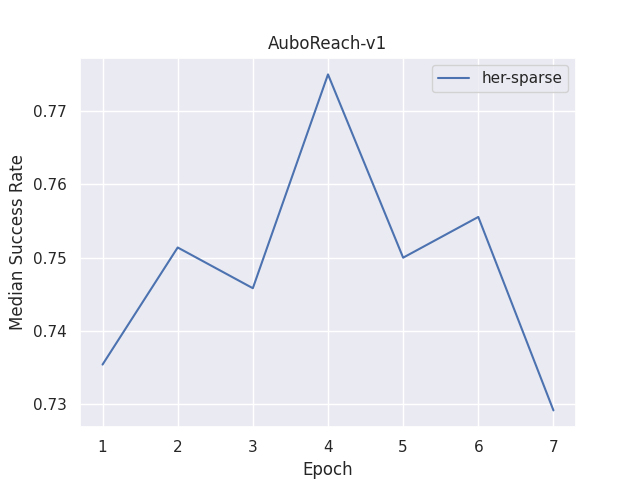 AuboReach-v1
her-sparse
Median Success Rate
0.77
0.76
0.75
0.74
0.73
1 2 3 4 5 6 7
Epoch